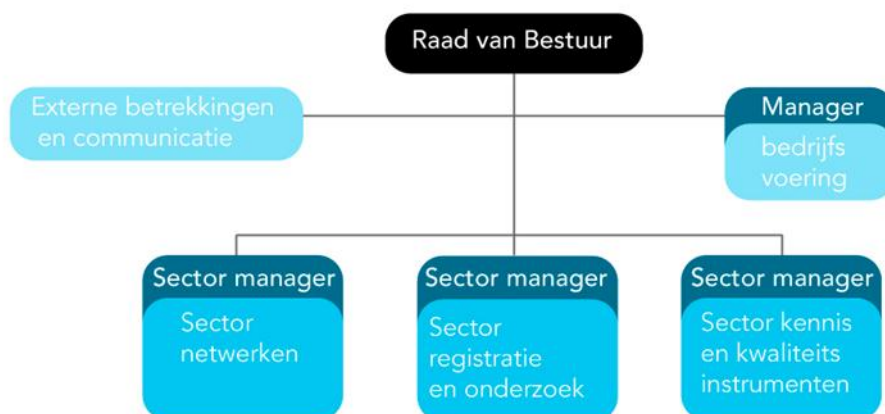 Raad van Bestuur
Externe betrekkingen
en communicatie
Manager
bedrijfs
voering
Sector manager
Sector
netwerken
Sector manager
Sector
registratie
en onderzoek
Sector manager
Sector kennis
en kwaliteits
instrumenten